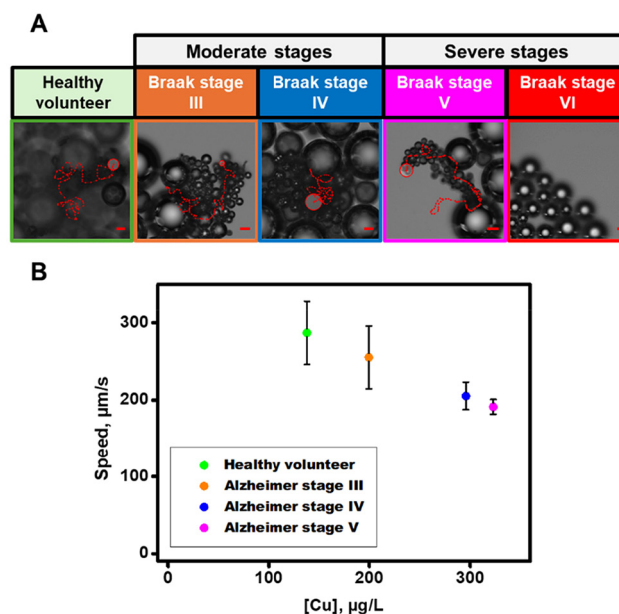 A
Moderate stages
Severe stages
Healthy volunteer
Braak stage III
Braak stage IV
Braak stage V
Braak stage VI
B
Speed, µm/s
300
200
100
0
Healthy volunteer
Alzheimer stage III
Alzheimer stage IV
Alzheimer stage V
0
100
200
300
[Cu], µg/L